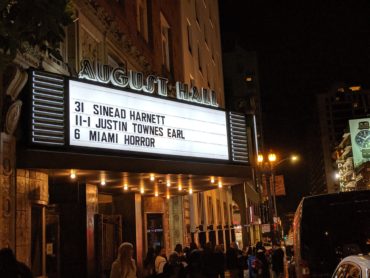 AUGUST HALL
31 SINEAD HARNETT
11-1 JUSTIN TOWNES EARL
6 MIAMI HORROR